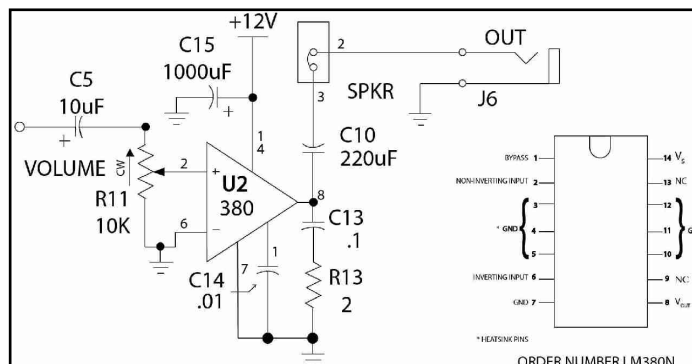 +12V
C15
1000uF
+
C5
10uF
+
VOLUME
CW
R11
10K
2
+
6
−
U2
380
1
4
8
7
1
C14
.01
C13
.1
R13
2
C10
220uF
2
3
SPKR
OUT
J6
BYPASS 1
NON-INVERTING INPUT 2
3
* GND 4
5
INVERTING INPUT 6
GND 7
14 VS
13 NC
12
11 G
10
9 NC
8 VOUT
* HEATSINK PINS
ORDER NUMBER LM380N